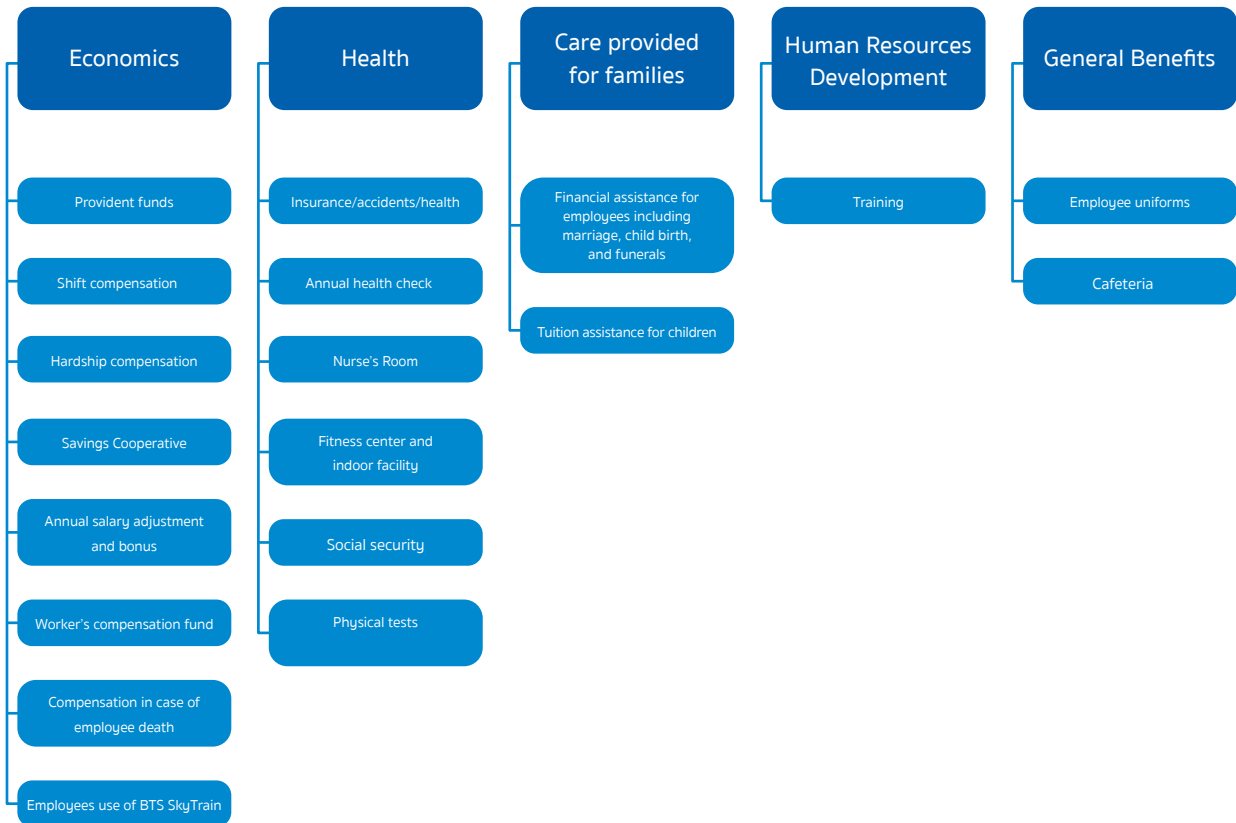 Economics
Provident funds
Shift compensation
Hardship compensation
Savings Cooperative
Annual salary adjustment
and bonus
Worker's compensation fund
Compensation in case of
employee death
Employees use of BTS SkyTrain
Health
Insurance/accidents/health
Annual health check
Nurse's Room
Fitness center and
indoor facility
Social security
Physical tests
Care provided
for families
Financial assistance for
employees including
marriage, child birth,
and funerals
Tuition assistance for children
Human Resources
Development
Training
General Benefits
Employee uniforms
Cafeteria